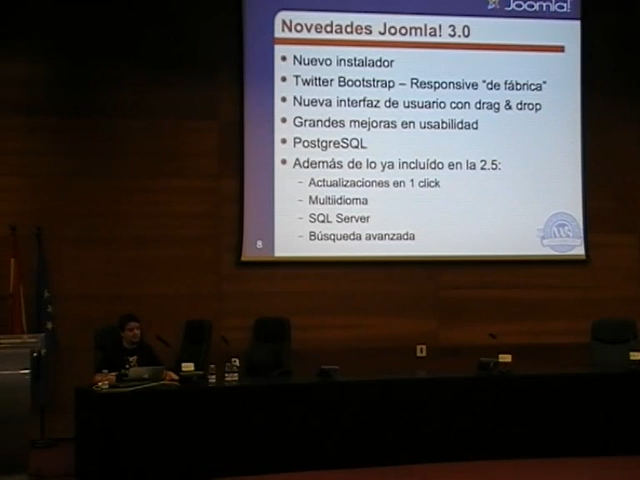 Joomla!
Novedades Joomla! 3.0
• Nuevo instalador
• Twitter Bootstrap – Responsive “de fábrica”
• Nueva interfaz de usuario con drag & drop
• Grandes mejoras en usabilidad
• PostgreSQL
• Además de lo ya incluído en la 2.5:
– Actualizaciones en 1 click
– Multiidioma
– SQL Server
– Búsqueda avanzada
8